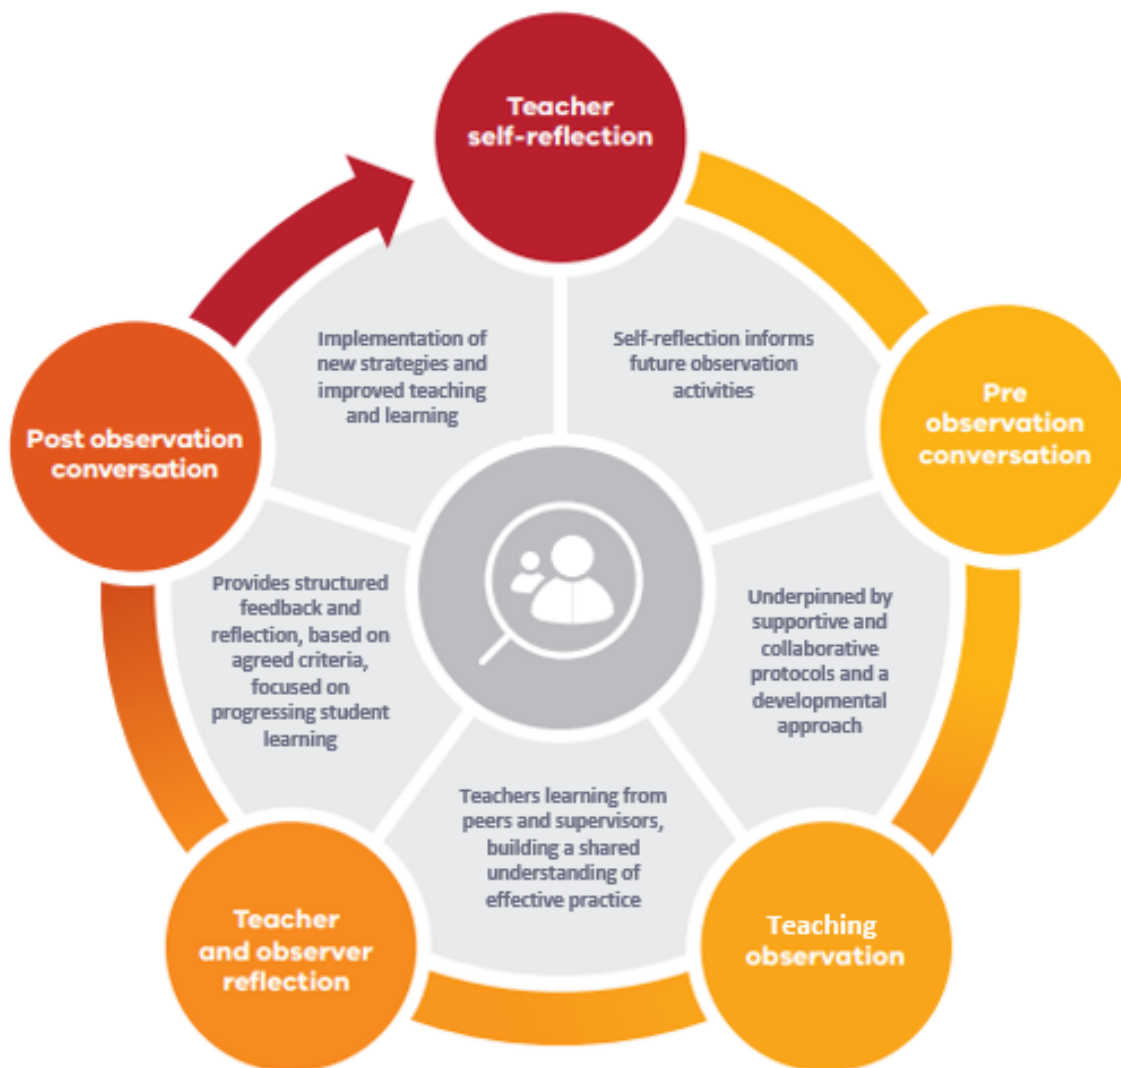 Teacher
self-reflection
Self-reflection informs
future observation
activities
Pre
observation
conversation
Underpinned by
supportive and
collaborative
protocols and a
developmental
approach
Teaching
observation
Teachers learning from
peers and supervisors,
building a shared
understanding of
effective practice
Teacher
and observer
reflection
Provides structured
feedback and
reflection, based on
agreed criteria,
focused on
progressing student
learning
Post observation
conversation
Implementation of
new strategies and
improved teaching
and learning